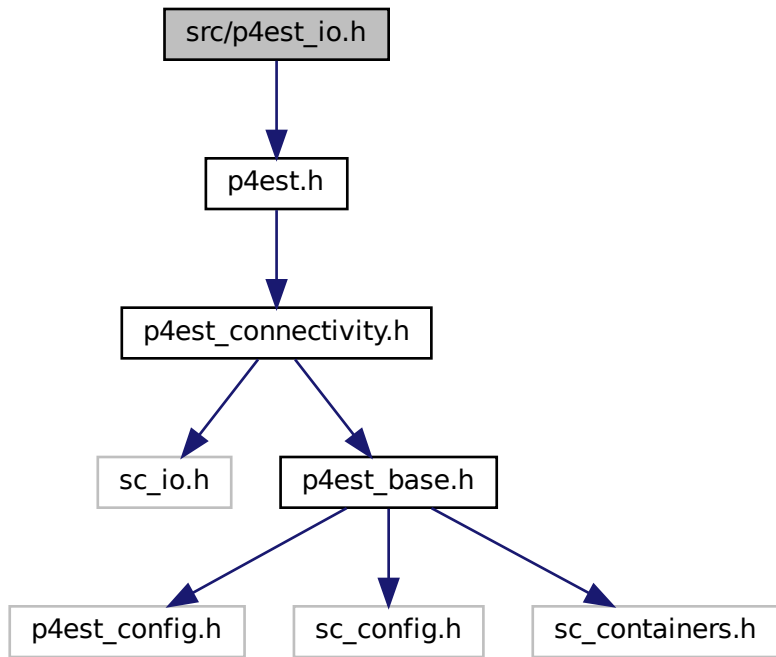 src/p4est_io.h
p4est.h
p4est_connectivity.h
sc_io.h
p4est_base.h
p4est_config.h
sc_config.h
sc_containers.h